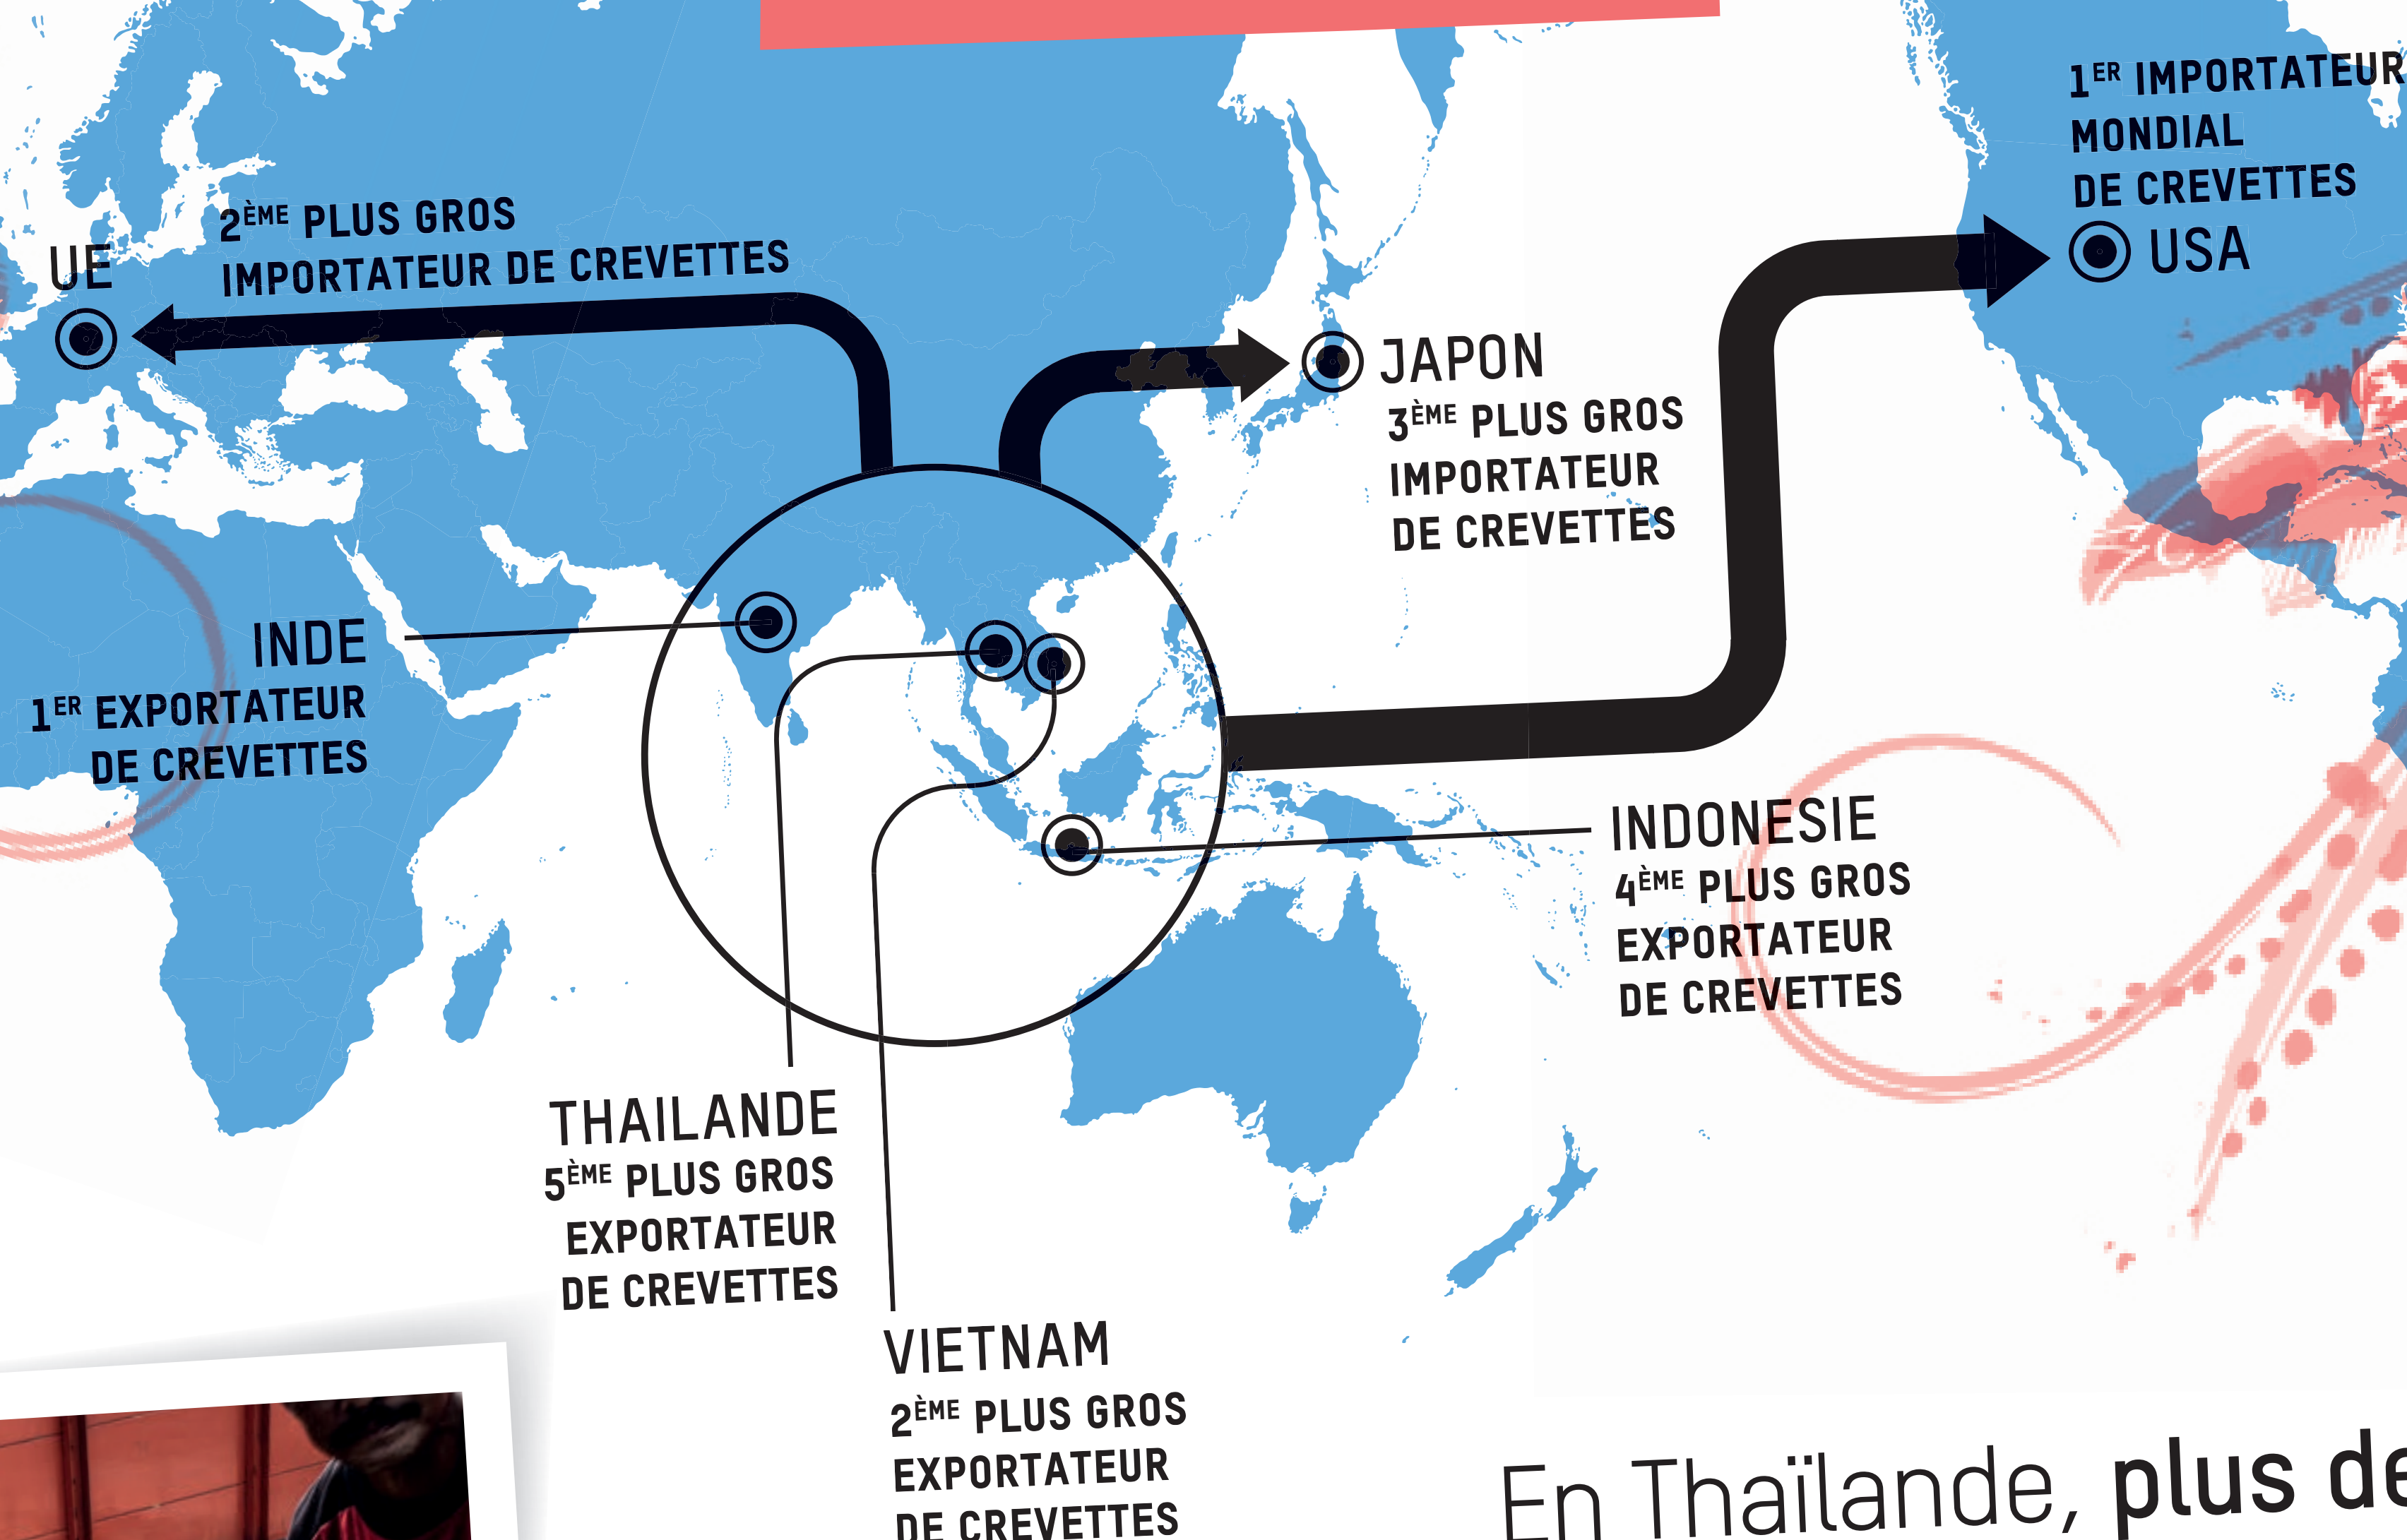 1ER IMPORTATEUR
MONDIAL
DE CREVETTES
USA
UE
2ÈME PLUS GROS
IMPORTATEUR DE CREVETTES
JAPON
3ÈME PLUS GROS
IMPORTATEUR
DE CREVETTES
INDE
1ER EXPORTATEUR
DE CREVETTES
INDONESIE
4ÈME PLUS GROS
EXPORTATEUR
DE CREVETTES
THAILANDE
5ÈME PLUS GROS
EXPORTATEUR
DE CREVETTES
VIETNAM
2ÈME PLUS GROS
EXPORTATEUR
DE CREVETTES
En Thaïlande, plus de